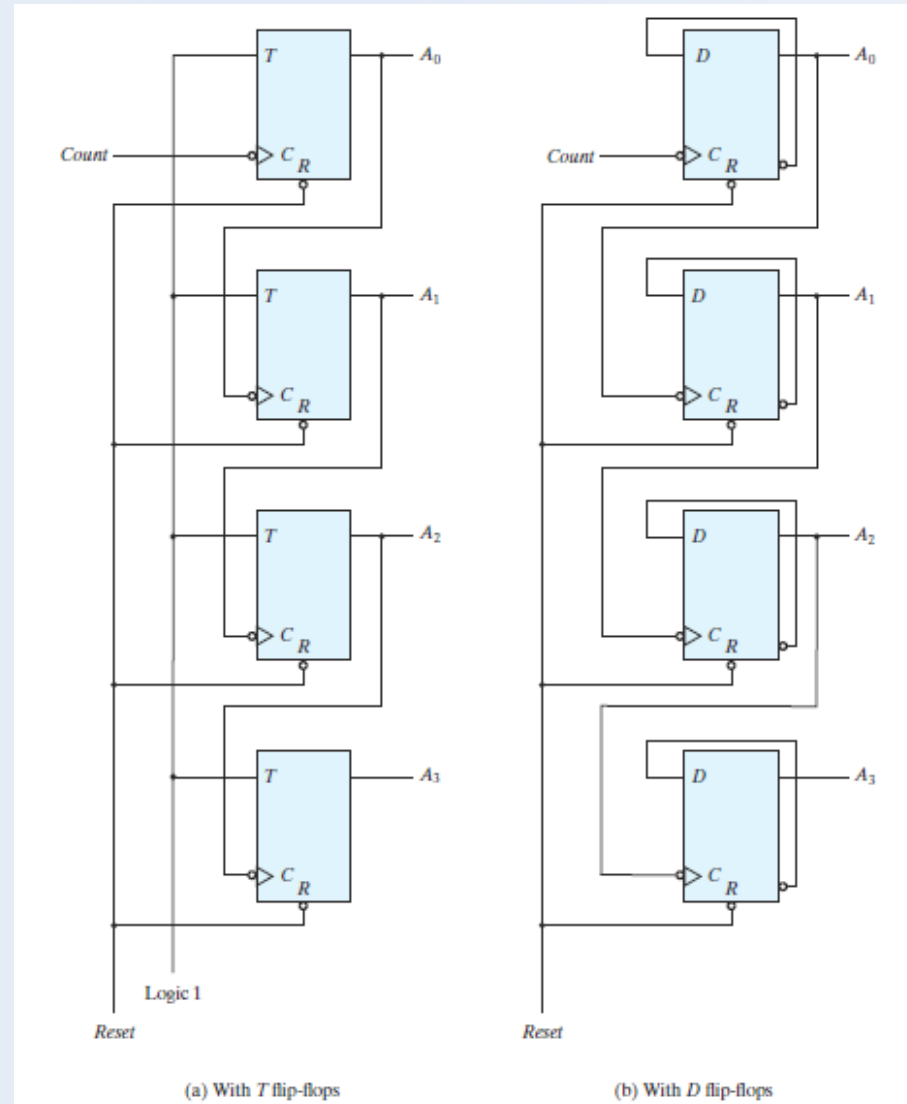 T
A0
Count
C
R
T
A1
C
R
T
A2
C
R
T
A3
C
R
Logic 1
Reset
(a) With T flip-flops
D
A0
Count
C
R
D
A1
C
R
D
A2
C
R
D
A3
C
R
Reset
(b) With D flip-flops